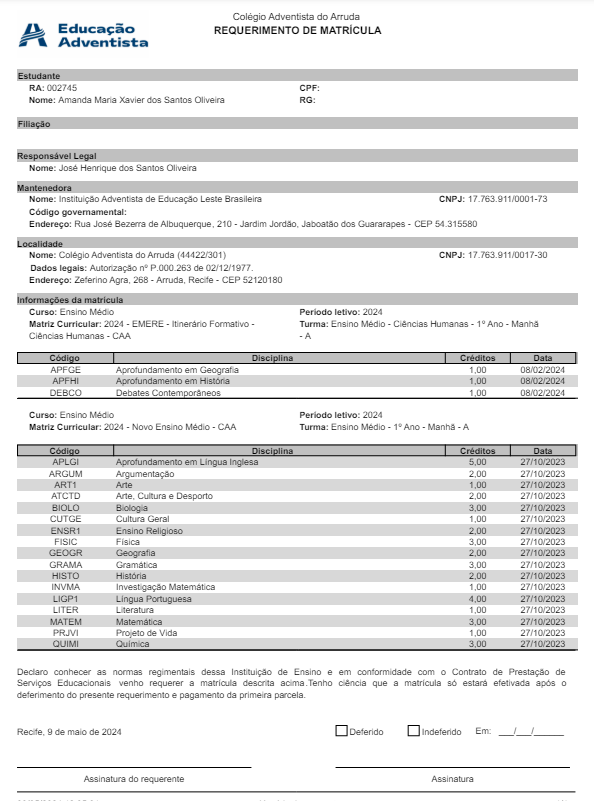 Educação
Adventista
Colégio Adventista do Arruda
REQUERIMENTO DE MATRÍCULA
Estudante
RA: 002745 CPF:
Nome: Amanda Maria Xavier dos Santos Oliveira RG:
Filiação
Responsável Legal
Nome: José Henrique dos Santos Oliveira
Mantenedora
Nome: Instituição Adventista de Educação Leste Brasileira CNPJ: 17.763.911/0001-73
Código governamental:
Endereço: Rua José Bezerra de Albuquerque, 210 - Jardim Jordão, Jaboatão dos Guararapes - CEP 54.315580
Localidade
Nome: Colégio Adventista do Arruda (44422/301) CNPJ: 17.763.911/0017-30
Dados legais: Autorização nº P.000.263 de 02/12/1977.
Endereço: Zeferino Agra, 268 - Arruda, Recife - CEP 52120180
Informações da matrícula
Curso: Ensino Médio Período letivo: 2024
Matriz Curricular: 2024 - EMERE - Itinerário Formativo - Turma: Ensino Médio - Ciências Humanas - 1º Ano - Manhã
Ciências Humanas - CAA - A
Código Disciplina Créditos Data
APFGE Aprofundamento em Geografia 1,00 08/02/2024
APFHI Aprofundamento em História 1,00 08/02/2024
DEBCO Debates Contemporâneos 1,00 08/02/2024
Curso: Ensino Médio Período letivo: 2024
Matriz Curricular: 2024 - Novo Ensino Médio - CAA Turma: Ensino Médio - 1º Ano - Manhã - A
Código Disciplina Créditos Data
APLGI Aprofundamento em Língua Inglesa 5,00 27/10/2023
ARGUM Argumentação 2,00 27/10/2023
ART1 Arte 1,00 27/10/2023
ATCTD Arte, Cultura e Desporto 2,00 27/10/2023
BIOLO Biologia 3,00 27/10/2023
CUTGE Cultura Geral 1,00 27/10/2023
ENSR1 Ensino Religioso 2,00 27/10/2023
FISIC Física 3,00 27/10/2023
GEOGR Geografia 2,00 27/10/2023
GRAMA Gramática 3,00 27/10/2023
HISTO História 2,00 27/10/2023
INVMA Investigação Matemática 1,00 27/10/2023
LIGP1 Língua Portuguesa 4,00 27/10/2023
LITER Literatura 1,00 27/10/2023
MATEM Matemática 3,00 27/10/2023
PRJVI Projeto de Vida 1,00 27/10/2023
QUIMI Química 3,00 27/10/2023
Declaro conhecer as normas regimentais dessa Instituição de Ensino e em conformidade com o Contrato de Prestação de
Serviços Educacionais venho requerer a matrícula descrita acima.Tenho ciência que a matrícula só estará efetivada após o
deferimento do presente requerimento e pagamento da primeira parcela.
Recife, 9 de maio de 2024 Deferido Indeferido Em: ___/___/______
Assinatura do requerente Assinatura